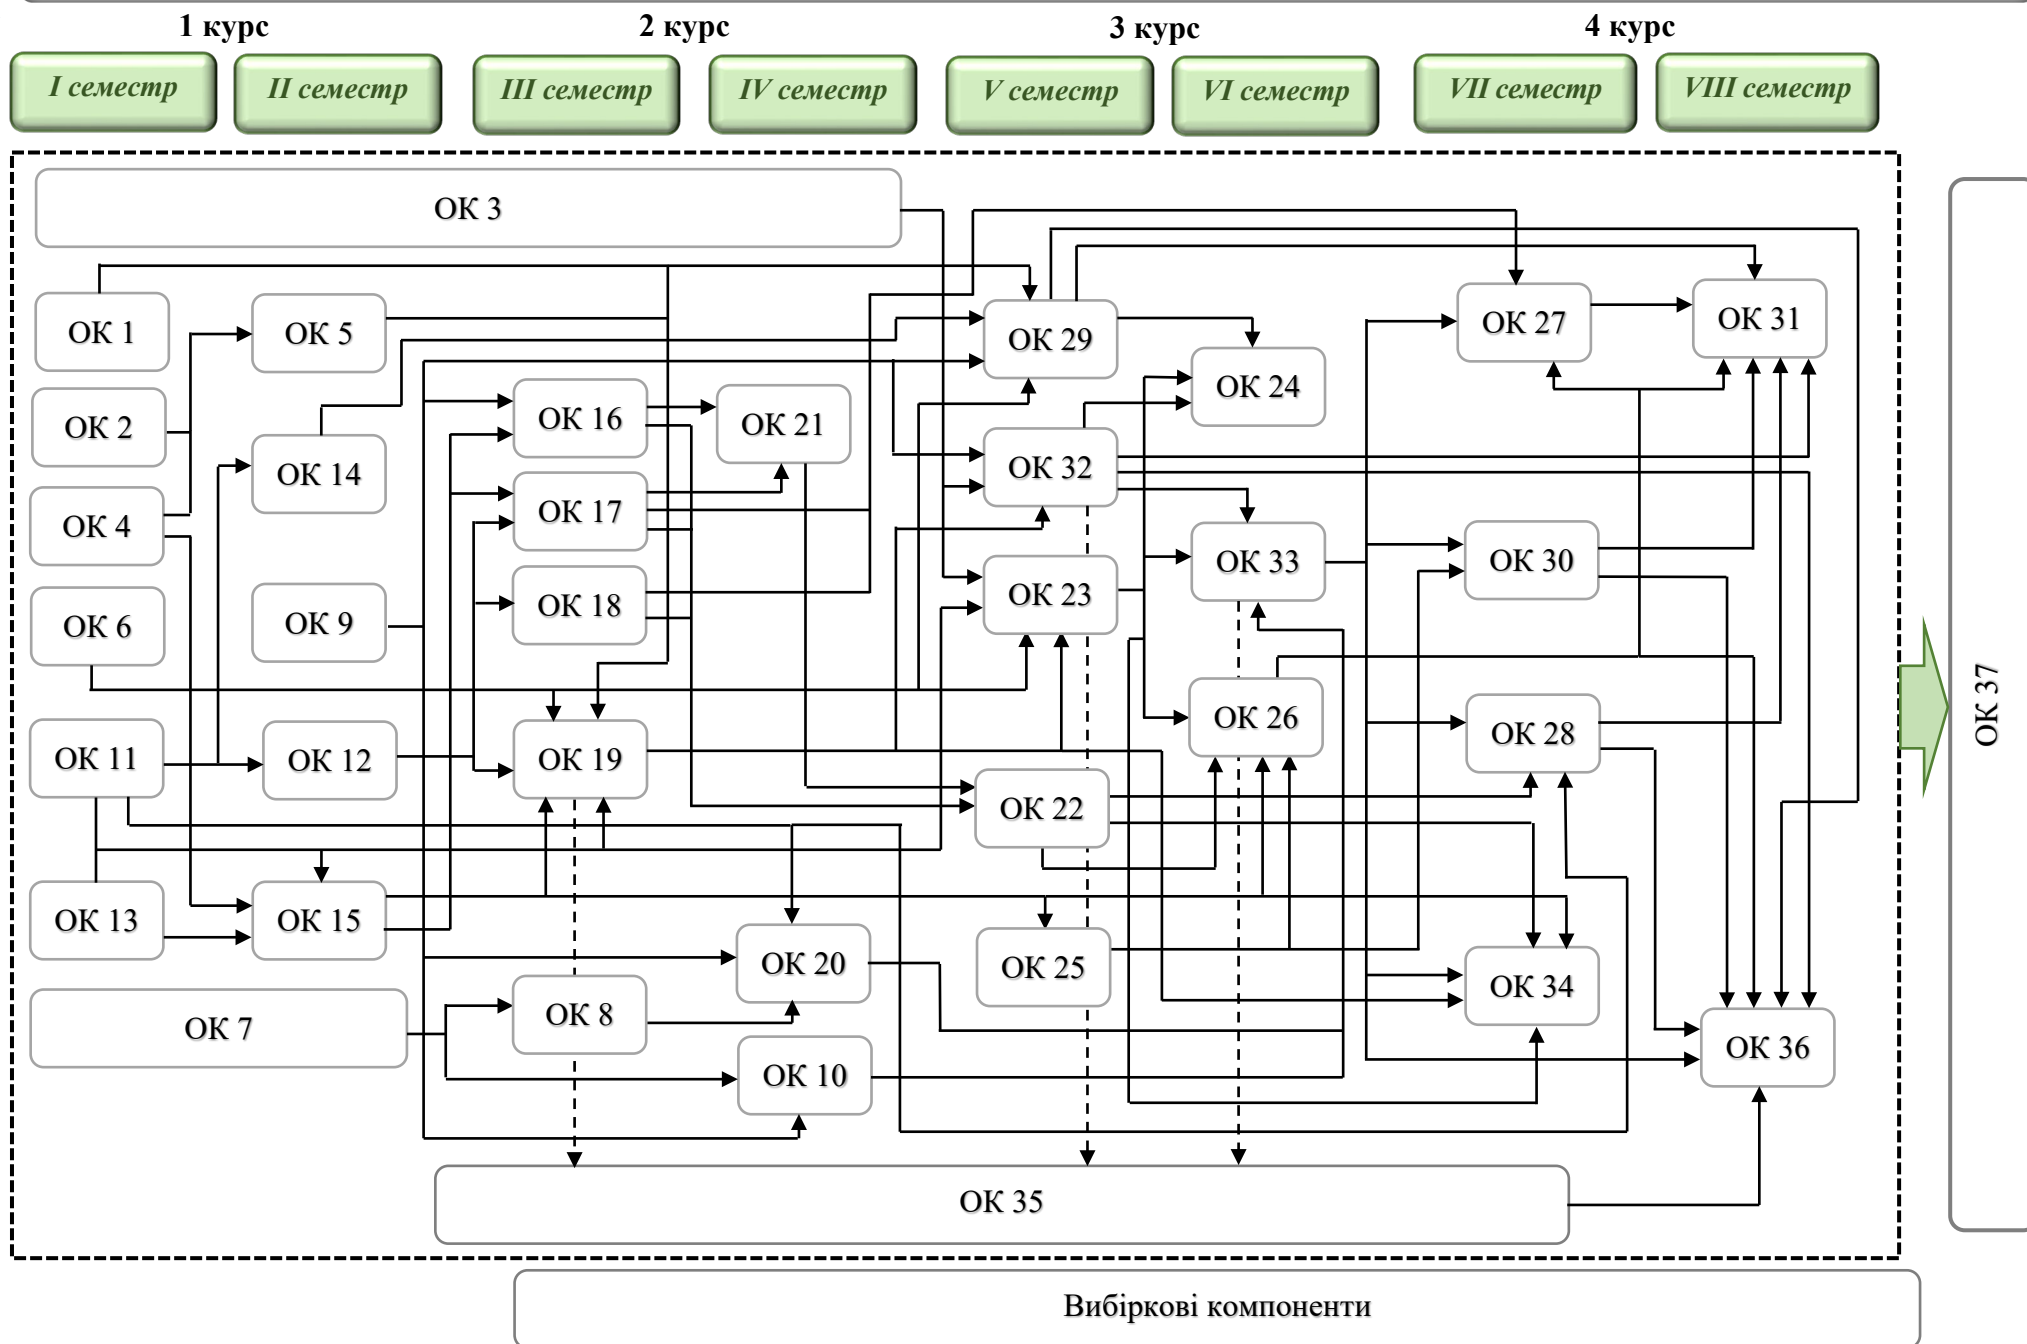 1 курс 2 курс 3 курс 4 курс
I семестр II семестр III семестр IV семестр V семестр VI семестр VII семестр VIII семестр
ОК 3
ОК 1
ОК 5
ОК 29
ОК 27
ОК 31
ОК 2
ОК 14
ОК 16
ОК 21
ОК 24
ОК 4
ОК 17
ОК 32
ОК 33
ОК 30
ОК 6
ОК 9
ОК 18
ОК 23
ОК 26
ОК 28
ОК 37
ОК 11
ОК 12
ОК 19
ОК 22
ОК 13
ОК 15
ОК 20
ОК 25
ОК 34
ОК 7
ОК 8
ОК 10
ОК 36
ОК 35
Вибіркові компоненти